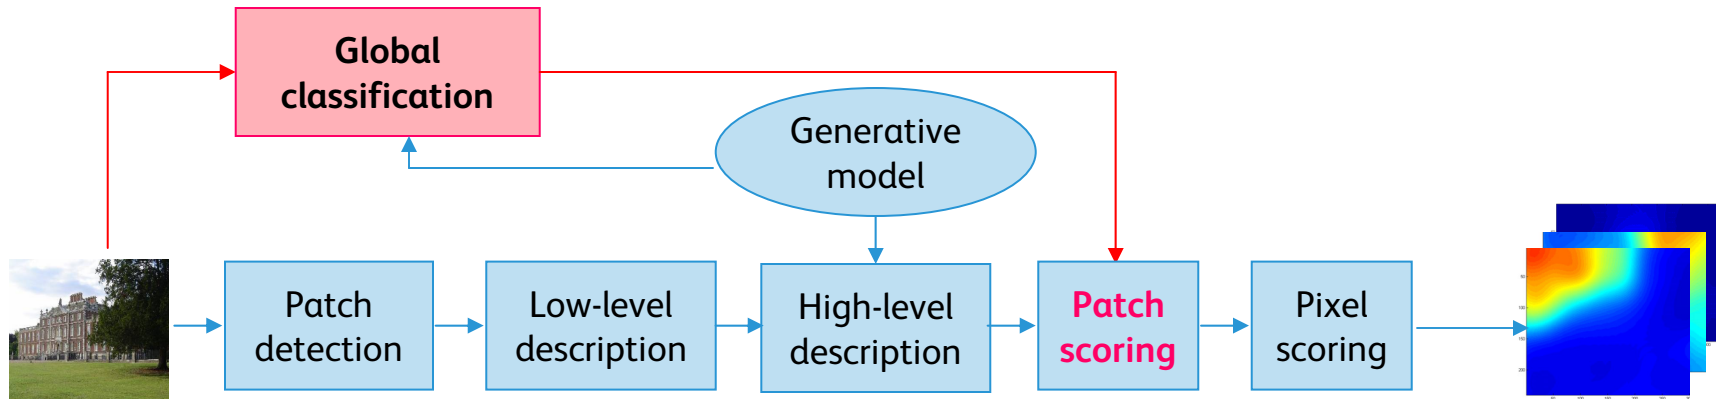 Global
classification
Generative
model
Patch
detection
Low-level
description
High-level
description
Patch
scoring
Pixel
scoring